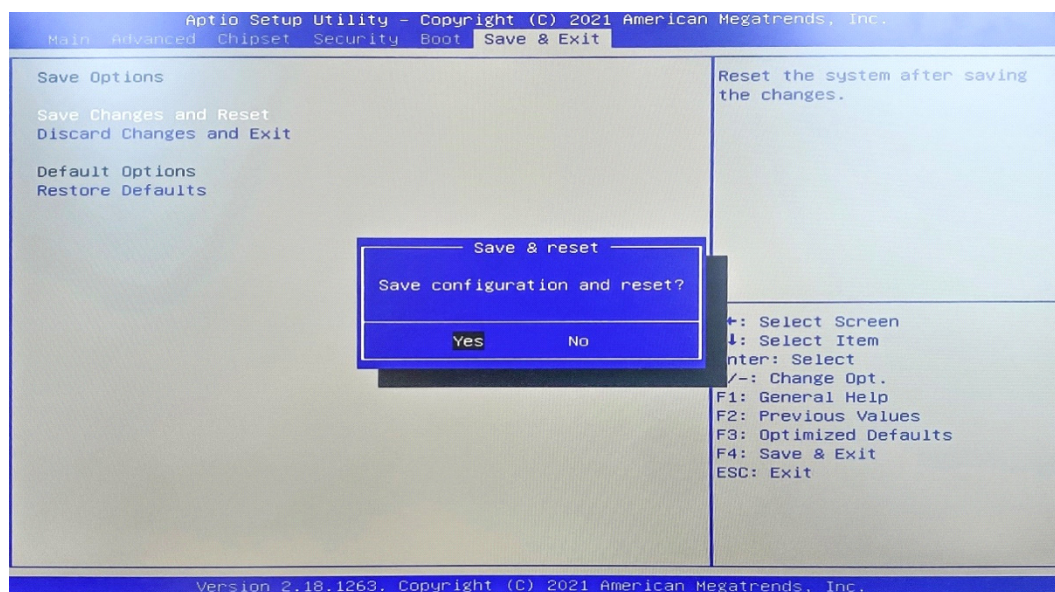 Aptio Setup Utility – Copyright (C) 2021 American Megatrends, Inc.
Main Advanced Chipset Security Boot Save & Exit
Save Options
Save Changes and Reset
Discard Changes and Exit
Default Options
Restore Defaults
Reset the system after saving
the changes.
Save & reset
Save configuration and reset?
Yes No
←: Select Screen
↓: Select Item
nter: Select
/-: Change Opt.
F1: General Help
F2: Previous Values
F3: Optimized Defaults
F4: Save & Exit
ESC: Exit
Version 2.18.1263. Copyright (C) 2021 American Megatrends, Inc.